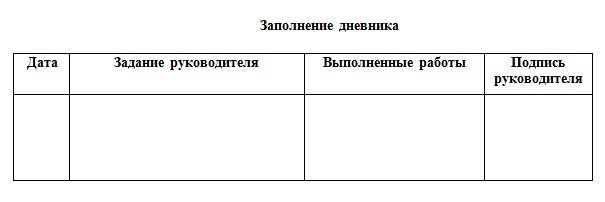 Заполнение дневника
Дата
Задание руководителя
Выполненные работы
Подпись
руководителя